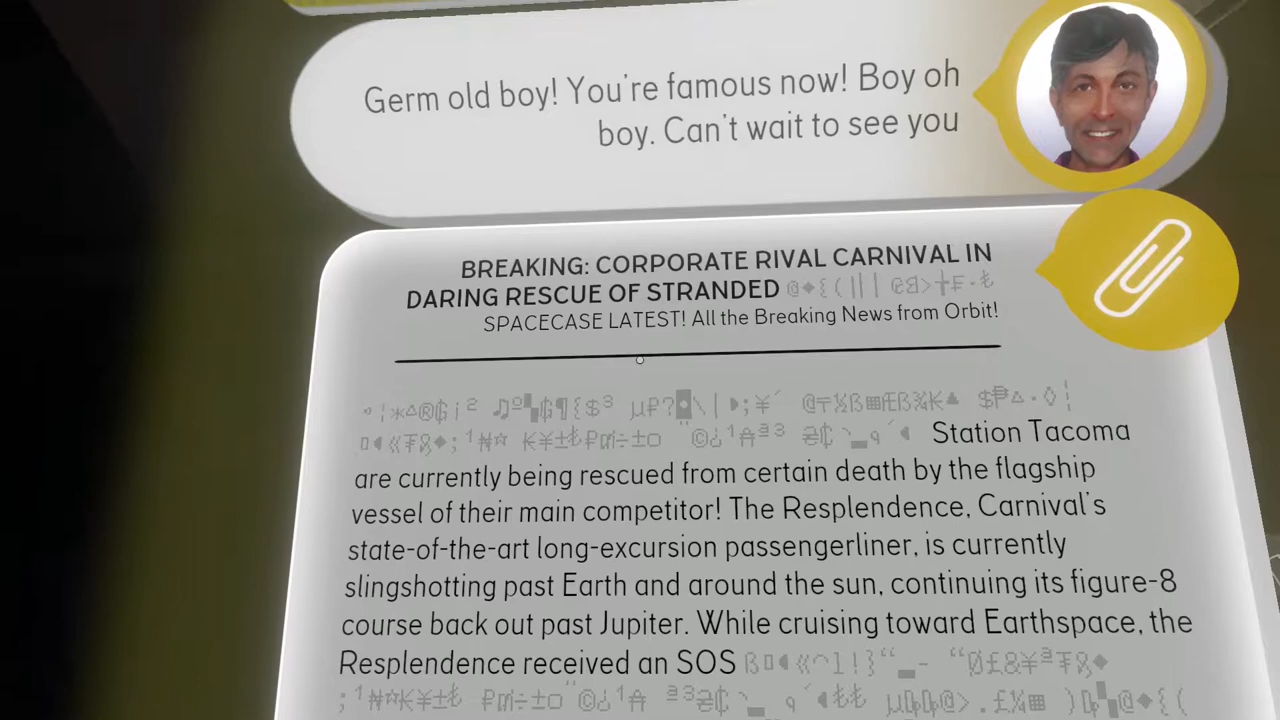 Germ old boy! You're famous now! Boy oh
boy. Can't wait to see you
BREAKING: CORPORATE RIVAL CARNIVAL IN
DARING RESCUE OF STRANDED
SPACECASE LATEST! All the Breaking News from Orbit!
Station Tacoma
are currently being rescued from certain death by the flagship
vessel of their main competitor! The Resplendence, Carnival's
state-of-the-art long-excursion passengerliner, is currently
slingshotting past Earth and around the sun, continuing its figure-8
course back out past Jupiter. While cruising toward Earthspace, the
Resplendence received an SOS